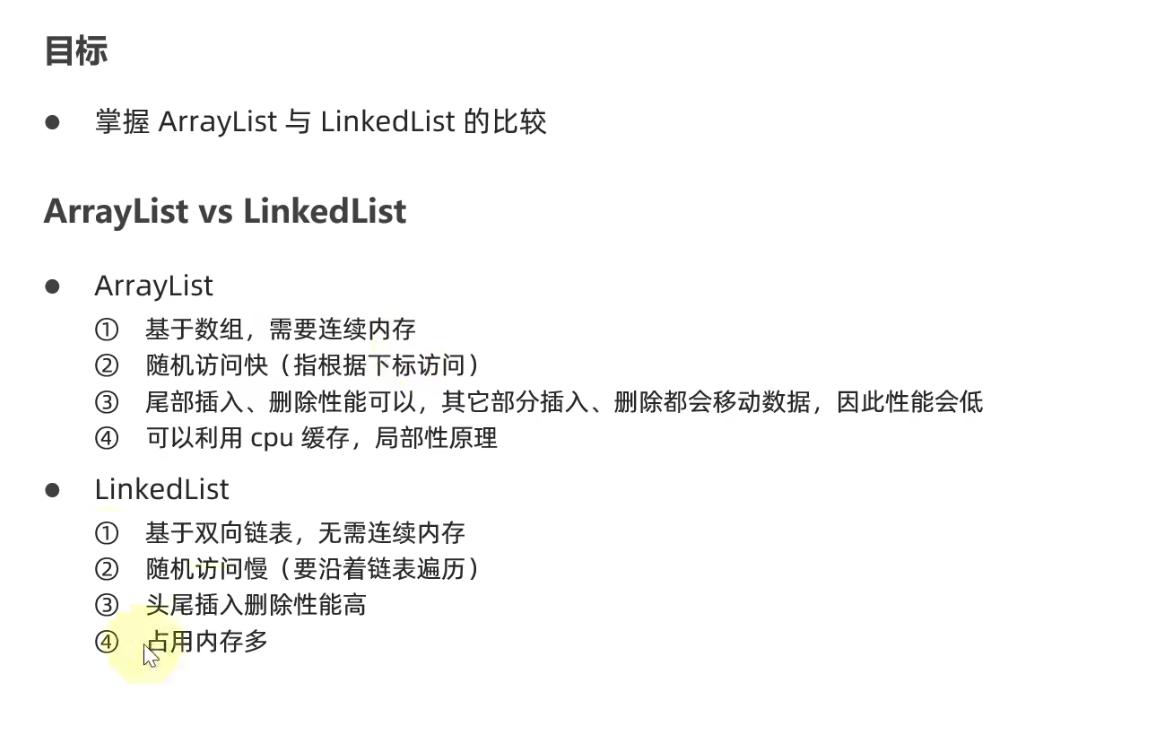 目标
● 掌握 ArrayList 与 LinkedList 的比较
ArrayList vs LinkedList
● ArrayList
① 基于数组，需要连续内存
② 随机访问快（指根据下标访问）
③ 尾部插入、删除性能可以，其它部分插入、删除都会移动数据，因此性能会低
④ 可以利用 cpu 缓存，局部性原理
● LinkedList
① 基于双向链表，无需连续内存
② 随机访问慢（要沿着链表遍历）
③ 头尾插入删除性能高
④ 占用内存多